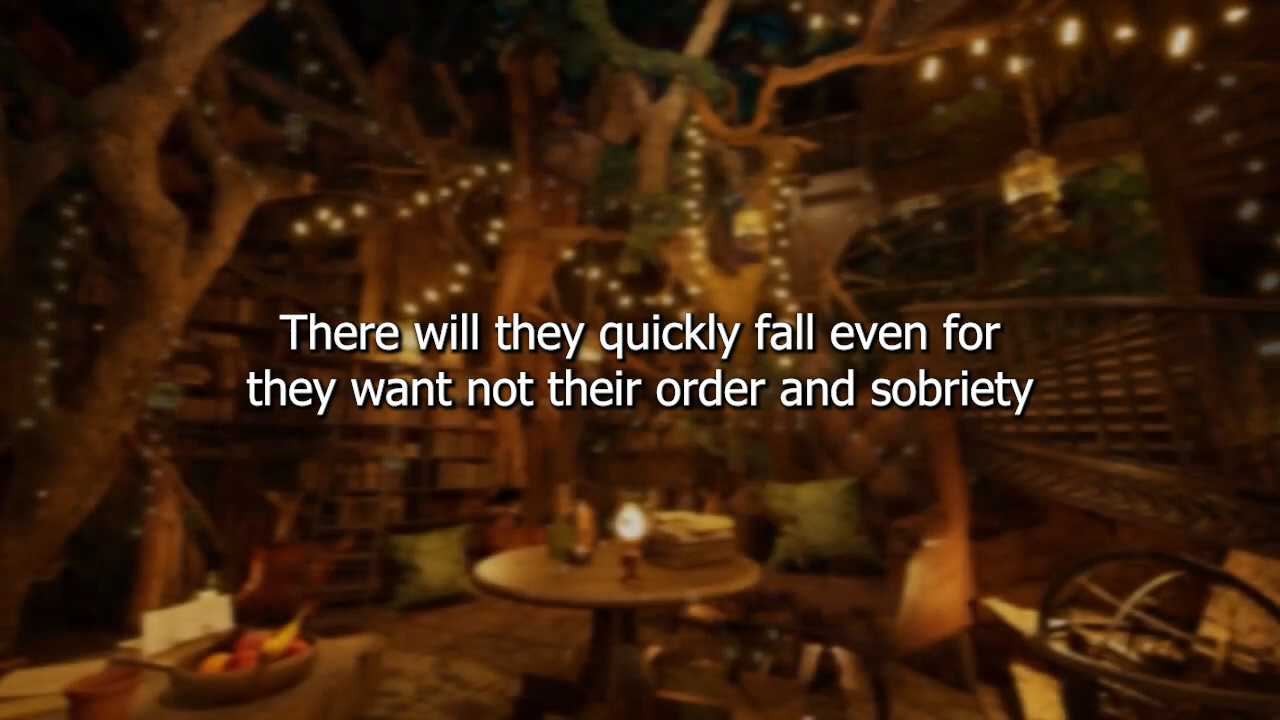 There will they quickly fall even for
they want not their order and sobriety